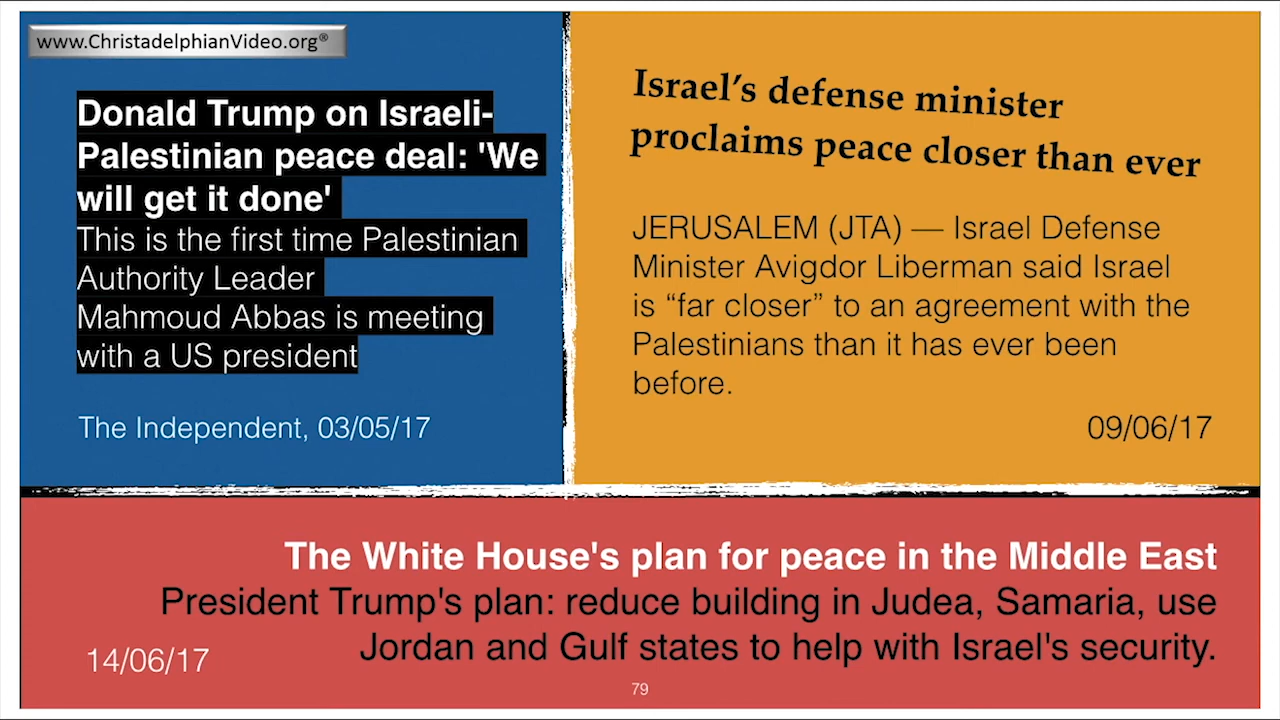 www.ChristadelphianVideo.org®
Donald Trump on Israeli-
Palestinian peace deal: 'We
will get it done'
This is the first time Palestinian
Authority Leader
Mahmoud Abbas is meeting
with a US president
The Independent, 03/05/17
Israel’s defense minister
proclaims peace closer than ever
JERUSALEM (JTA) — Israel Defense
Minister Avigdor Liberman said Israel
is “far closer” to an agreement with the
Palestinians than it has ever been
before.
09/06/17
The White House's plan for peace in the Middle East
President Trump's plan: reduce building in Judea, Samaria, use
Jordan and Gulf states to help with Israel's security.
14/06/17
79